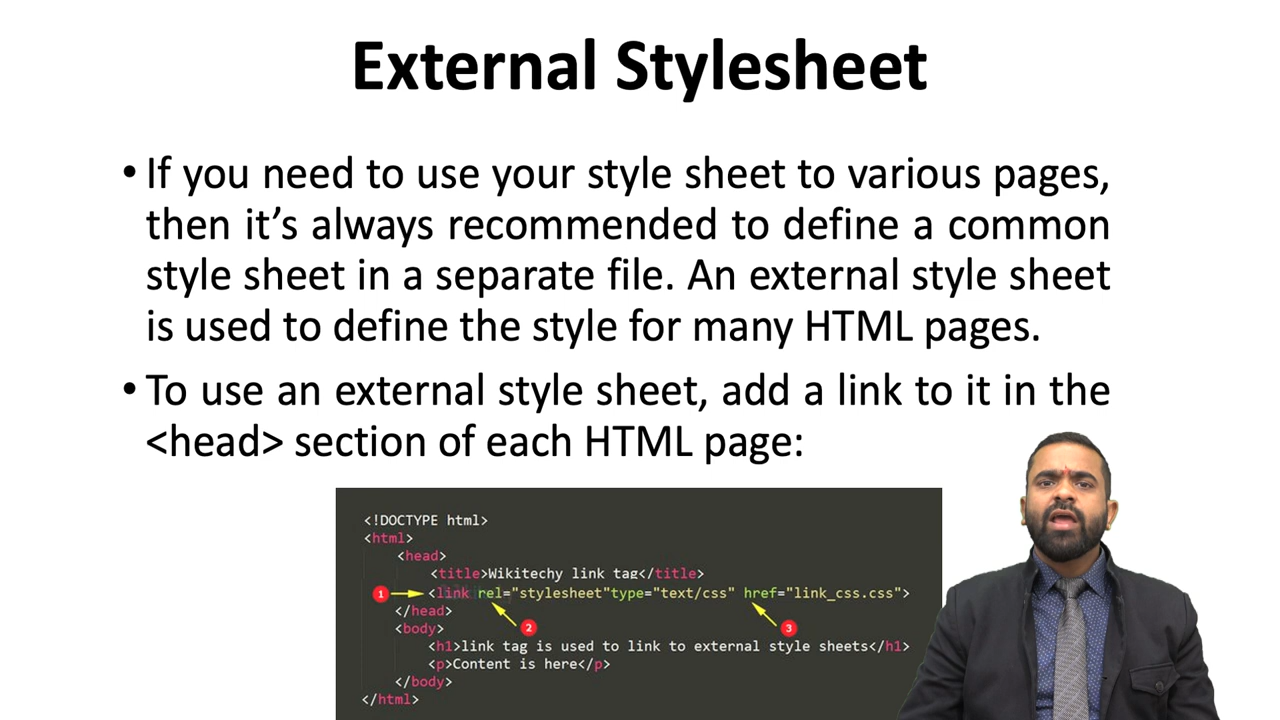 External Stylesheet
• If you need to use your style sheet to various pages,
then it’s always recommended to define a common
style sheet in a separate file. An external style sheet
is used to define the style for many HTML pages.
• To use an external style sheet, add a link to it in the
<head> section of each HTML page:
<!DOCTYPE html>
<html>
<head>
<title>Wikitechy link tag</title>
1 <link rel="stylesheet"type="text/css" href="link_css.css">
</head>
<body>
2 3
<h1>link tag is used to link to external style sheets</h1>
<p>Content is here</p>
</body>
</html>